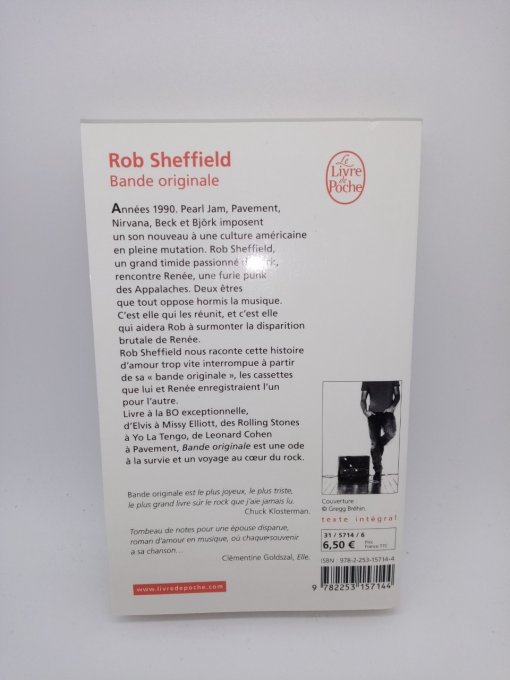 Rob Sheffield
Bande originale
Le
Livre
de
Poche
Années 1990. Pearl Jam, Pavement,
Nirvana, Beck et Björk imposent
un son nouveau à une culture américaine
en pleine mutation. Rob Sheffield,
un grand timide passionné
rencontre Renée, une furie punk
des Appalaches. Deux êtres
que tout oppose hormis la musique.
C'est elle qui les réunit, et c'est elle
qui aidera Rob à surmonter la disparition
brutale de Renée.
Rob Sheffield nous raconte cette histoire
d'amour trop vite interrompue à partir
de sa « bande originale », les cassettes
que lui et Renée enregistraient l'un
pour l'autre.
Livre à la BO exceptionnelle,
d'Elvis à Missy Elliott, des Rolling Stones
à Yo La Tengo, de Leonard Cohen
à Pavement, Bande originale est une ode
à la survie et un voyage au cœur du rock.
Bande originale est le plus joyeux, le plus triste,
le plus grand livre sur le rock que j'aie jamais lu.
Chuck Klosterman.
Tombeau de notes pour une épouse disparue,
roman d'amour en musique, où chaque souvenir
a sa chanson…
Clémentine Goldszal, Elle.
Couverture
© Gregg Bréhin.
texte intégral
31 / 5714 / 6
6,50 € Prix
France TTC
ISBN 978-2-253-15714-4
9 782253 157144
www.livredepoche.com